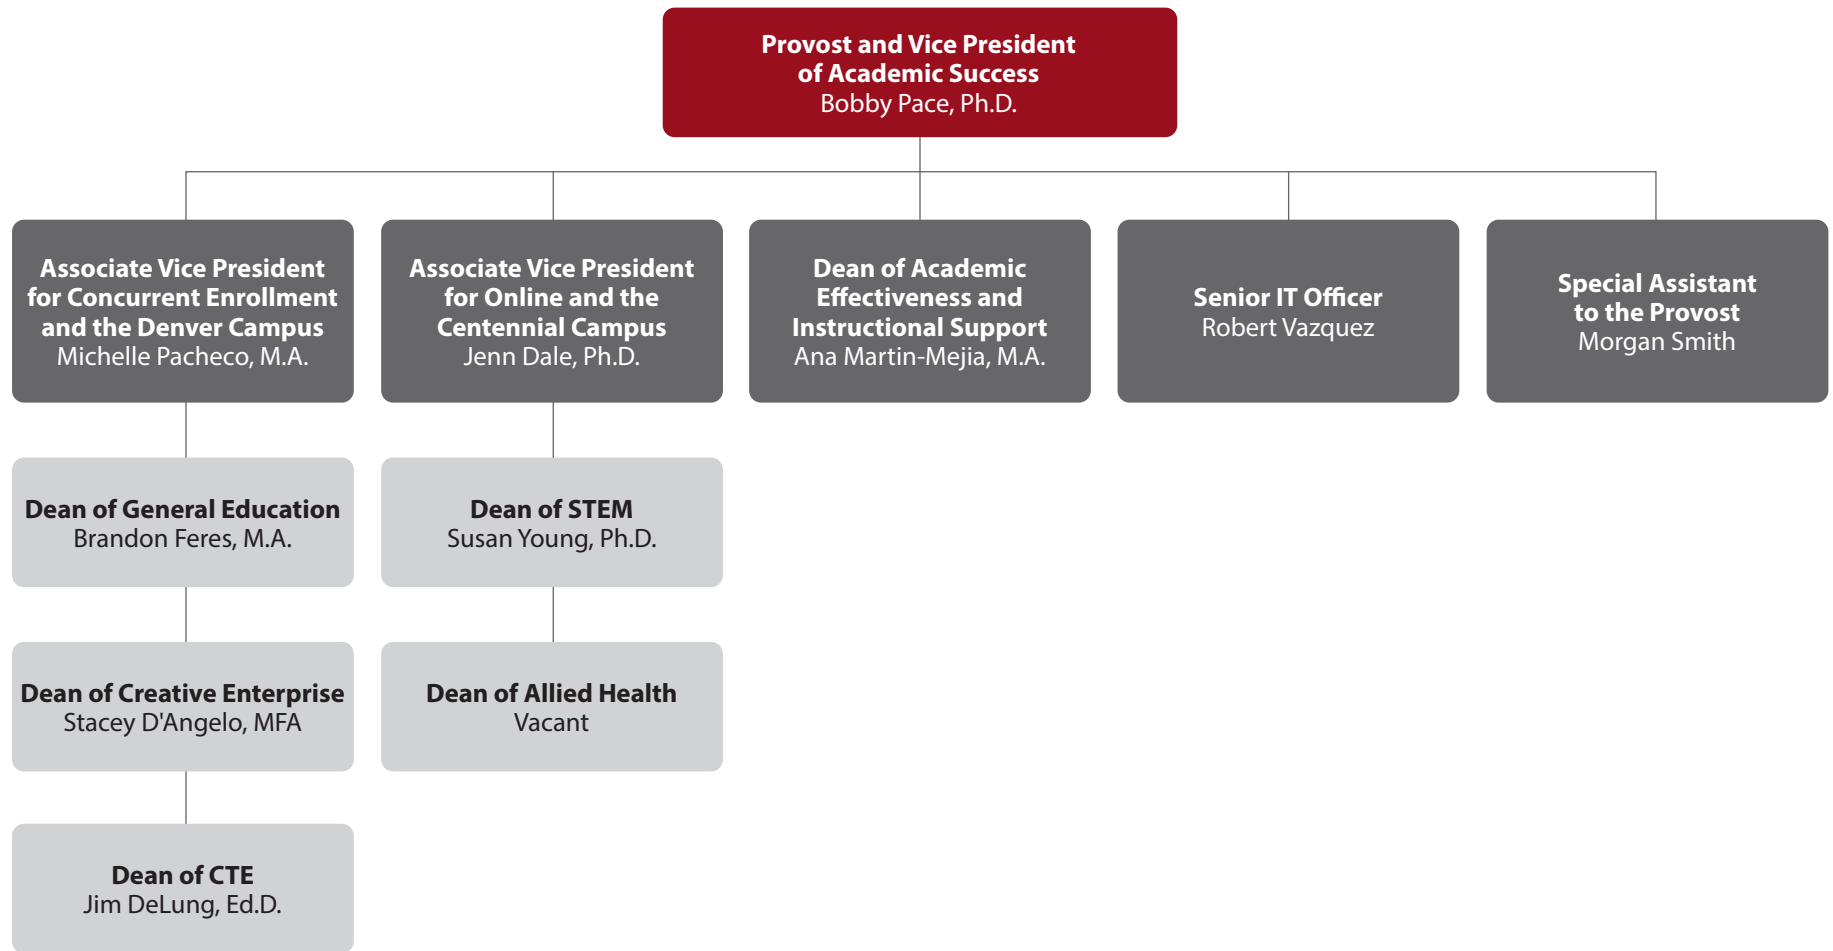 Provost and Vice President
of Academic Success
Bobby Pace, Ph.D.
Associate Vice President
for Concurrent Enrollment
and the Denver Campus
Michelle Pacheco, M.A.
Associate Vice President
for Online and the
Centennial Campus
Jenn Dale, Ph.D.
Dean of Academic
Effectiveness and
Instructional Support
Ana Martin-Mejia, M.A.
Senior IT Officer
Robert Vazquez
Special Assistant
to the Provost
Morgan Smith
Dean of General Education
Brandon Feres, M.A.
Dean of STEM
Susan Young, Ph.D.
Dean of Creative Enterprise
Stacey D'Angelo, MFA
Dean of Allied Health
Vacant
Dean of CTE
Jim DeLung, Ed.D.